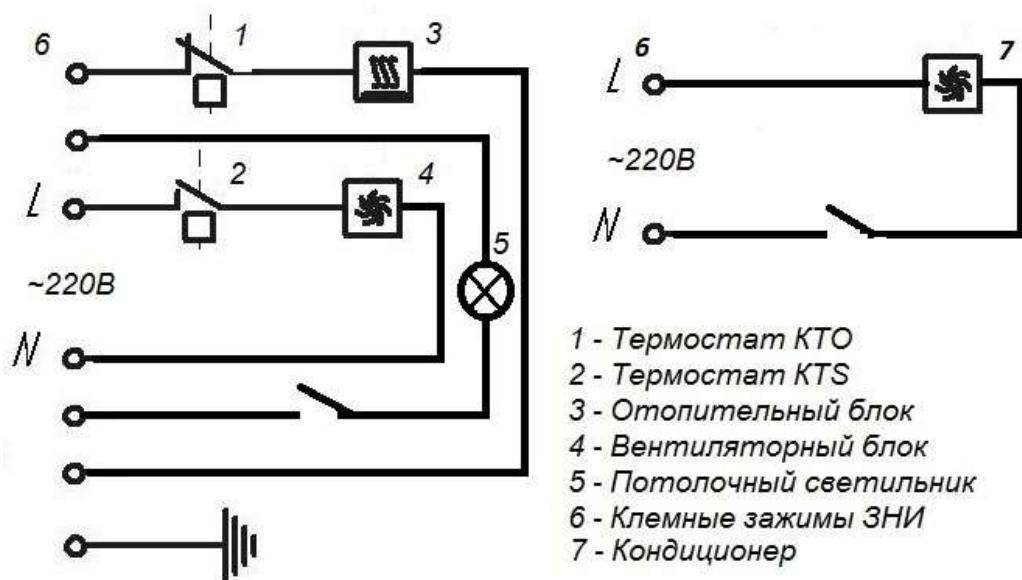 6 1 3
2 4
L
5
~220В
N
6 7
L
~220В
N
1 - Термостат КТО
2 - Термостат KTS
3 - Отопительный блок
4 - Вентиляторный блок
5 - Потолочный светильник
6 - Клемные зажимы ЗНИ
7 - Кондиционер